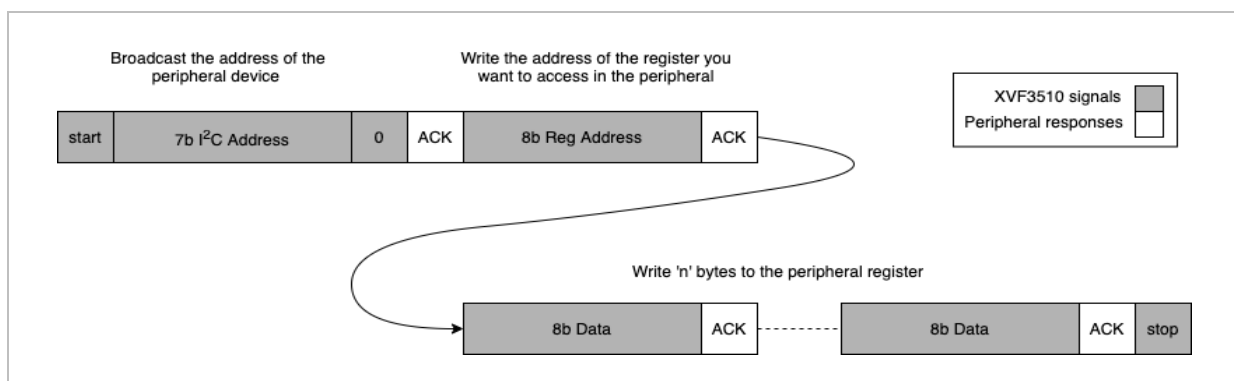 Broadcast the address of the
peripheral device
Write the address of the register you
want to access in the peripheral
XVF3510 signals
Peripheral responses
start
7b I²C Address
0
ACK
8b Reg Address
ACK
Write 'n' bytes to the peripheral register
8b Data
ACK
8b Data
ACK
stop